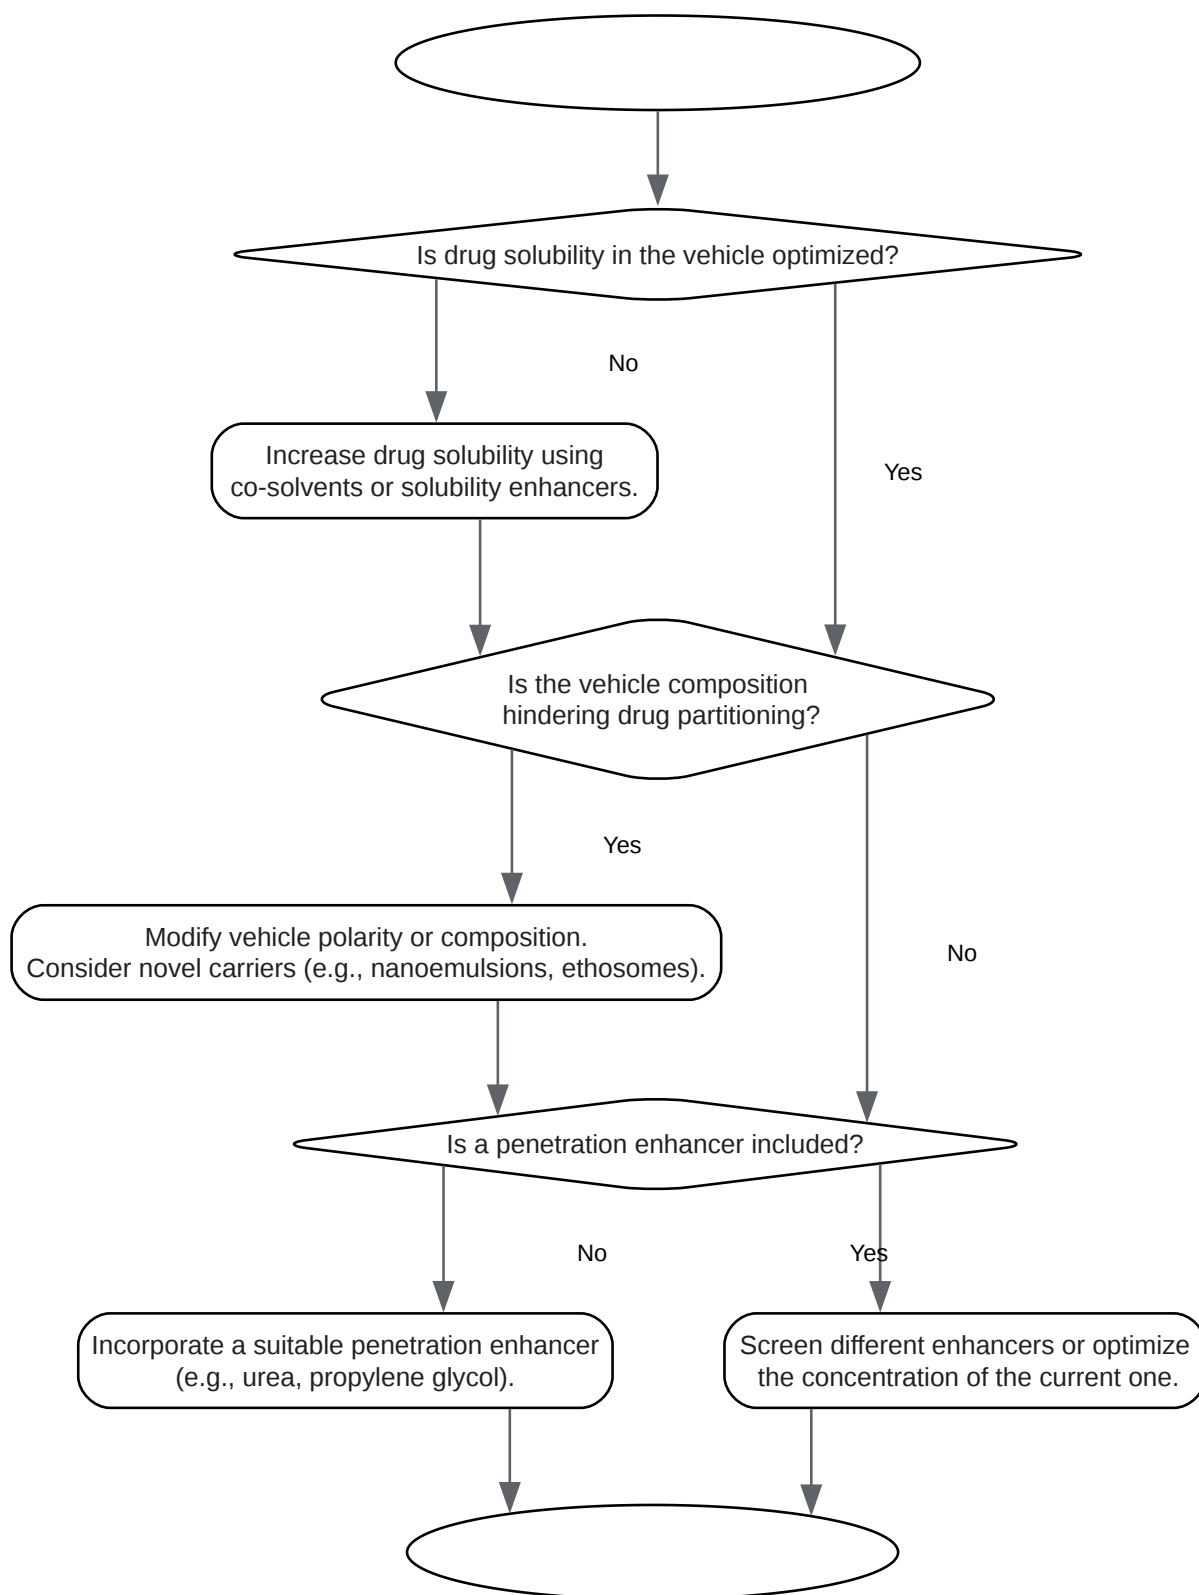 Is drug solubility in the vehicle optimized?
No
Increase drug solubility using
co-solvents or solubility enhancers.
Yes
Is the vehicle composition
hindering drug partitioning?
Yes
Modify vehicle polarity or composition.
Consider novel carriers (e.g., nanoemulsions, ethosomes).
No
Is a penetration enhancer included?
No
Yes
Incorporate a suitable penetration enhancer
(e.g., urea, propylene glycol).
Screen different enhancers or optimize
the concentration of the current one.